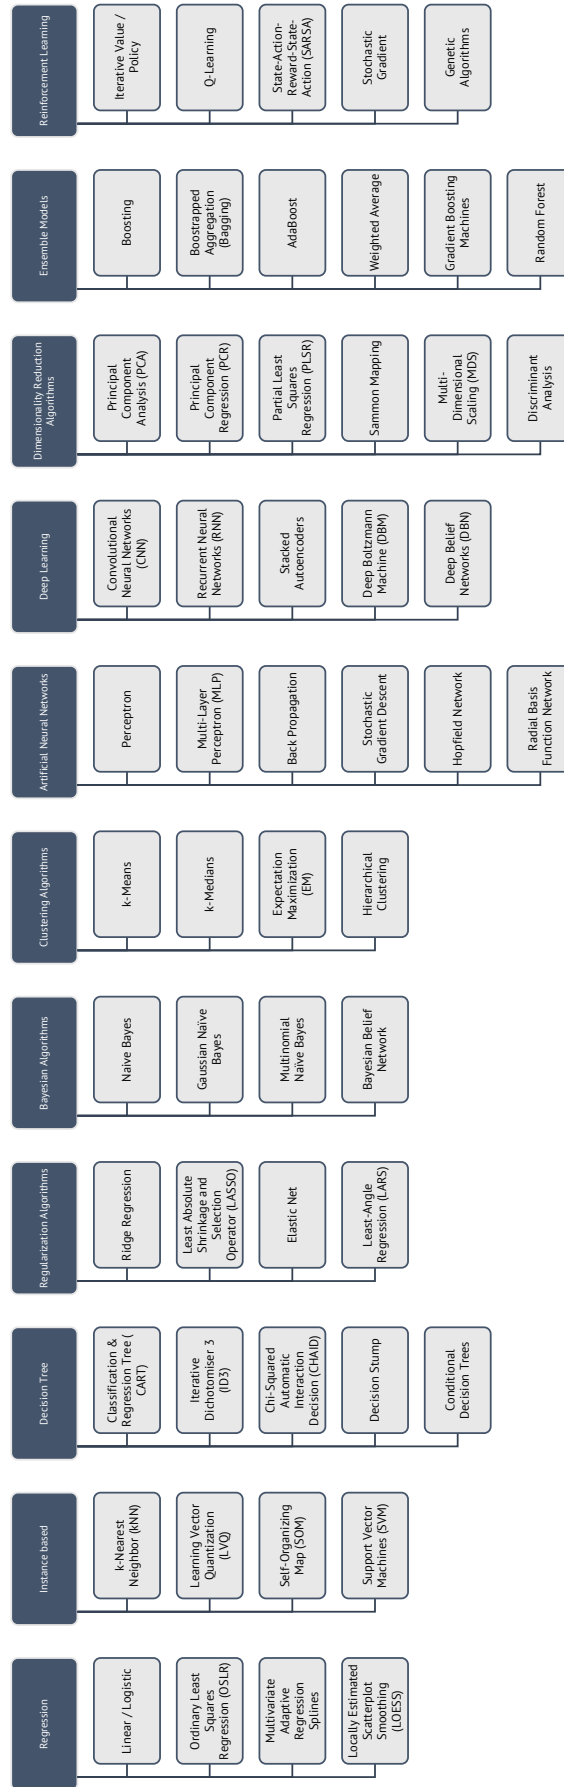 Regression
Linear / Logistic
Ordinary Least
Squares
Regression (OSLR)
Multivariate
Adaptive
Regression
Splines
Locally Estimated
Scatterplot
Smoothing
(LOESS)
Instance based
k-Nearest
Neighbor (kNN)
Learning Vector
Quantization
(LVQ)
Self-Organizing
Map (SOM)
Support Vector
Machines (SVM)
Decision Tree
Classification &
Regression Tree (
CART)
Iterative
Dichotomiser 3
(ID3)
Chi-Squared
Automatic
Interaction
Decision (CHAID)
Decision Stump
Conditional
Decision Trees
Regularization Algorithms
Ridge Regression
Least Absolute
Shrinkage and
Selection
Operator (LASSO)
Elastic Net
Least-Angle
Regression (LARS)
Bayesian Algorithms
Naive Bayes
Gaussian Naïve
Bayes
Multinomial
Naïve Bayes
Bayesian Belief
Network
Clustering Algorithms
k-Means
k-Medians
Expectation
Maximization
(EM)
Hierarchical
Clustering
Artificial Neural Networks
Perceptron
Multi-Layer
Perceptron (MLP)
Back Propagation
Stochastic
Gradient Descent
Hopfield Network
Radial Basis
Function Network
Deep Learning
Convolutional
Neural Networks
(CNN)
Recurrent Neural
Networks (RNN)
Stacked
Autoencoders
Deep Boltzmann
Machine (DBM)
Deep Belief
Networks (DBN)
Dimensionality Reduction
Algorithms
Principal
Component
Analysis (PCA)
Principal
Component
Regression (PCR)
Partial Least
Squares
Regression (PLSR)
Sammon Mapping
Multi-
Dimensional
Scaling (MDS)
Discriminant
Analysis
Ensemble Models
Boosting
Boostrapped
Aggregation
(Bagging)
AdaBoost
Weighted Average
Gradient Boosting
Machines
Random Forest
Reinforcement Learning
Iterative Value /
Policy
Q-Learning
State-Action-
Reward-State-
Action (SARSA)
Stochastic
Gradient
Genetic
Algorithms